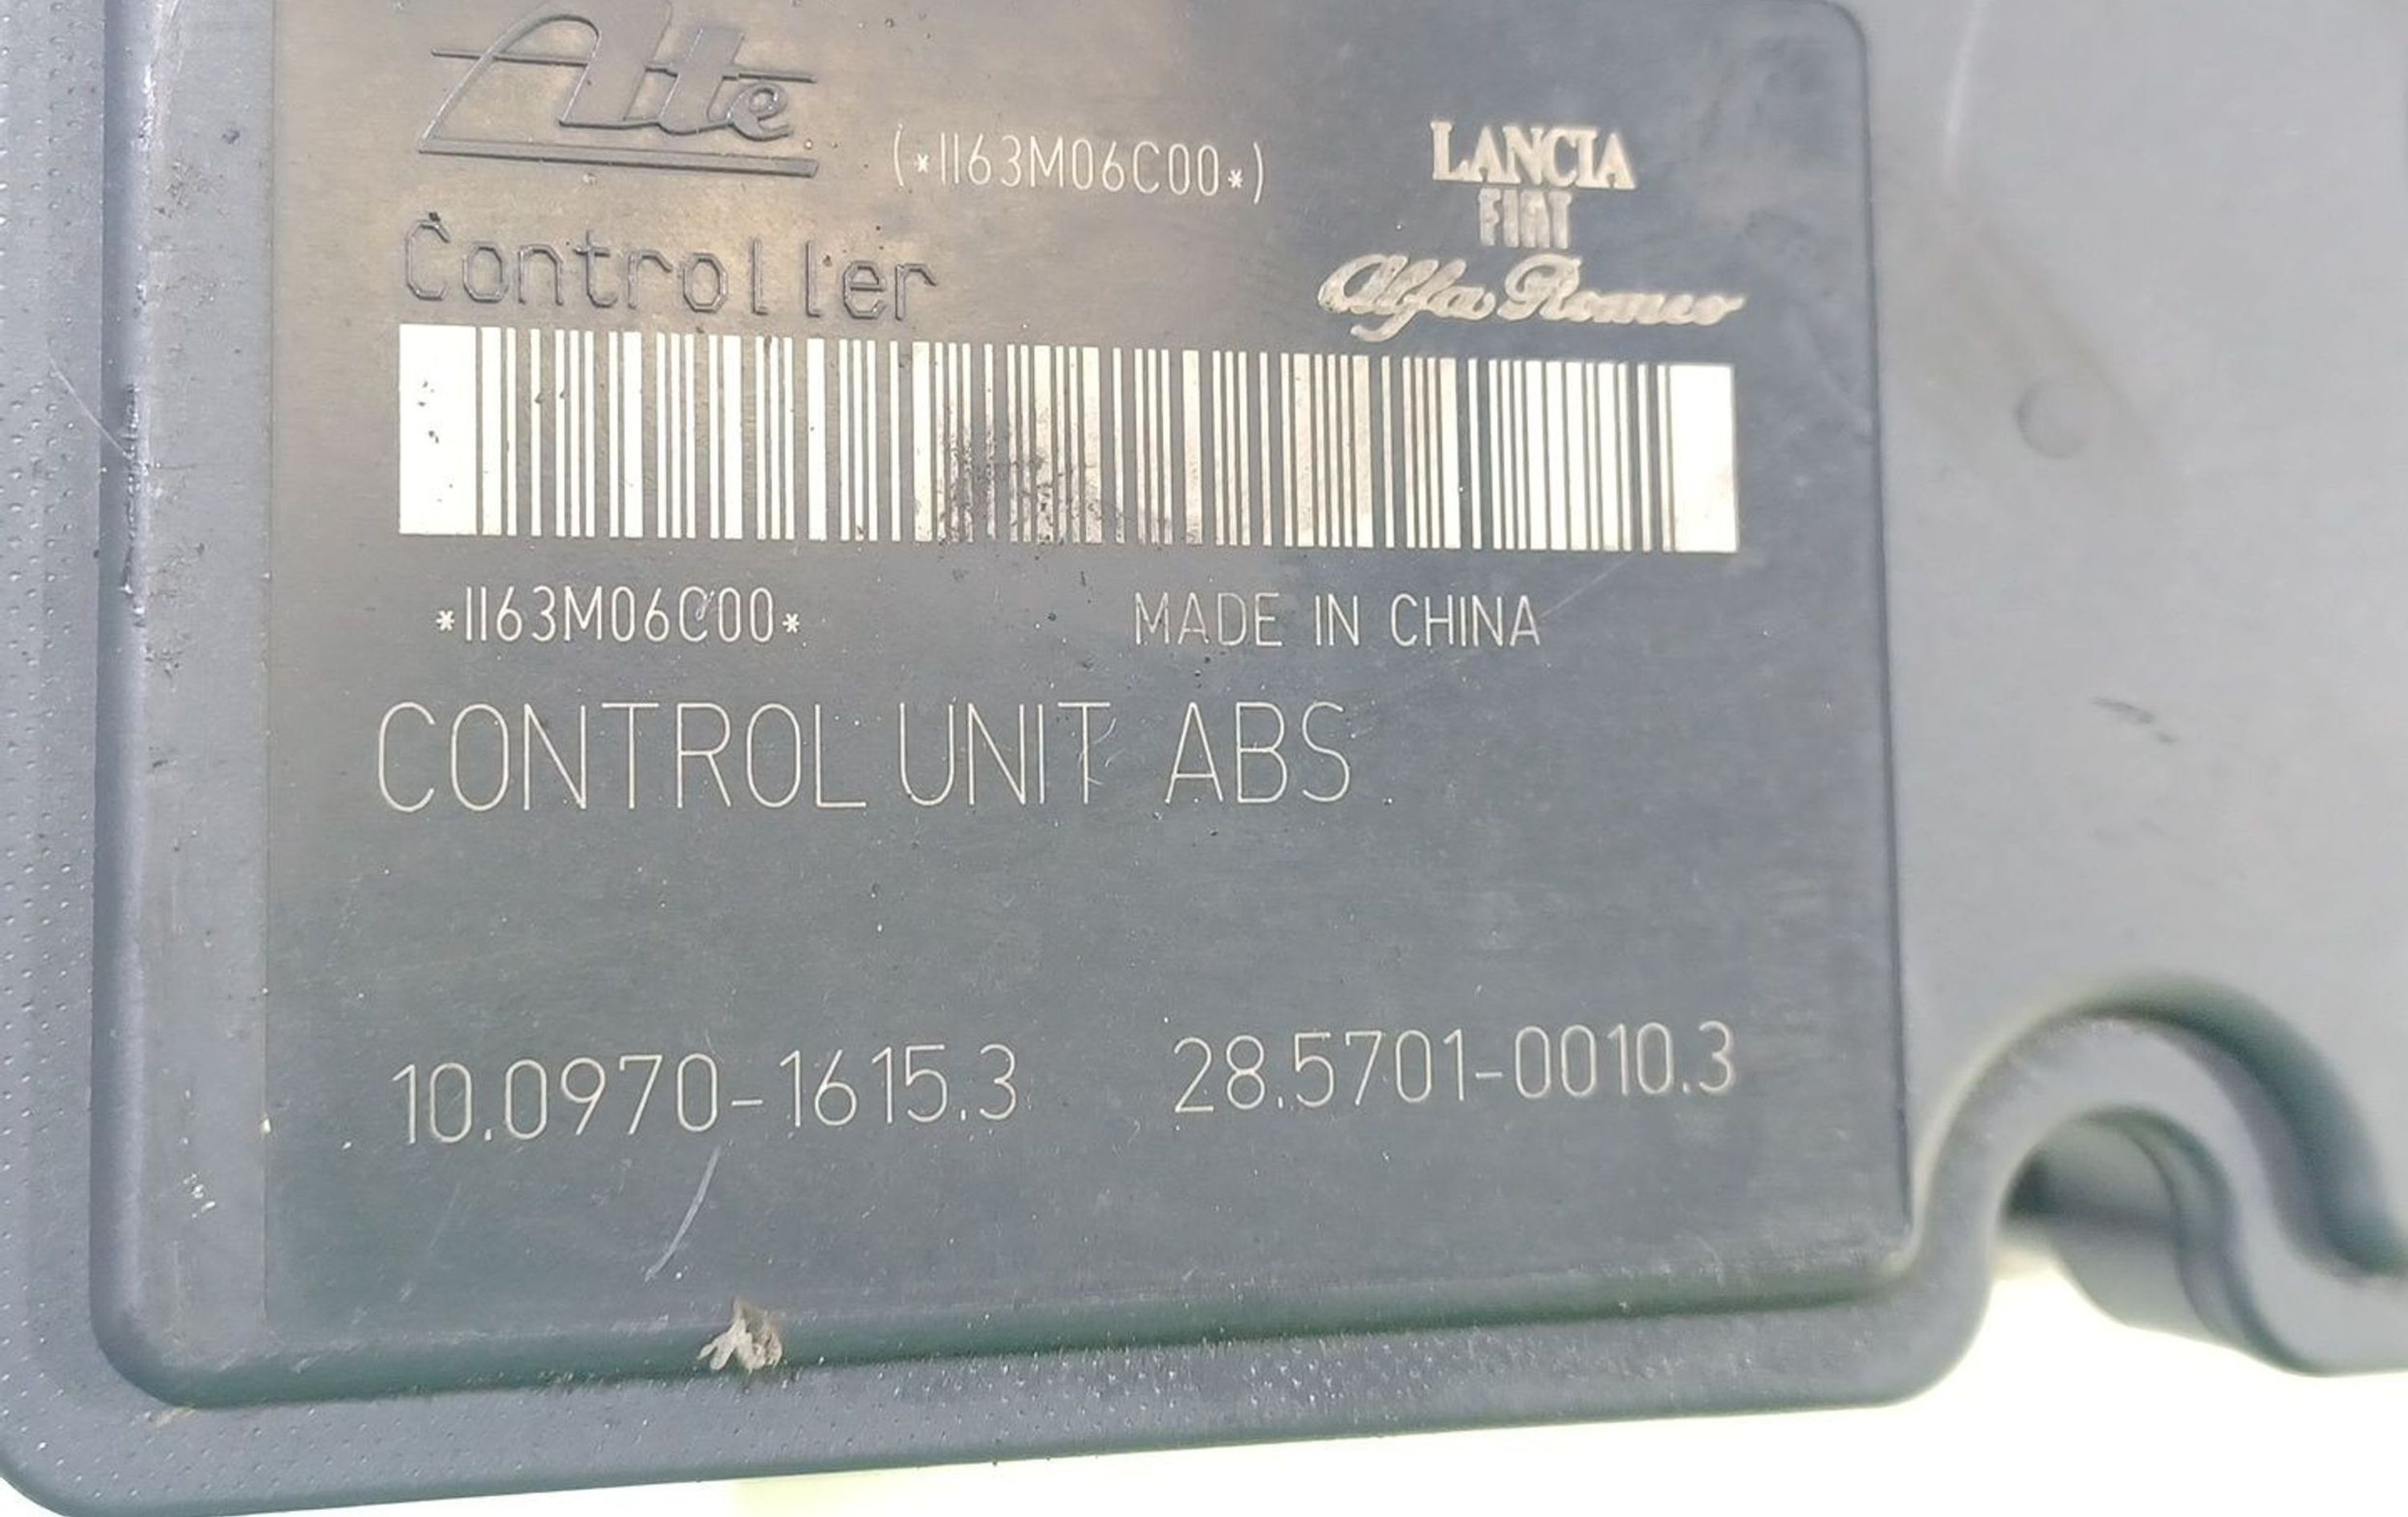 Ate
(*1163M06C00*)
LANCIA
FIAT
Alfa Romeo
Controller
*1163M06C00*
MADE IN CHINA
CONTROL UNIT ABS
10.0970-1615.3
28.5701-0010.3